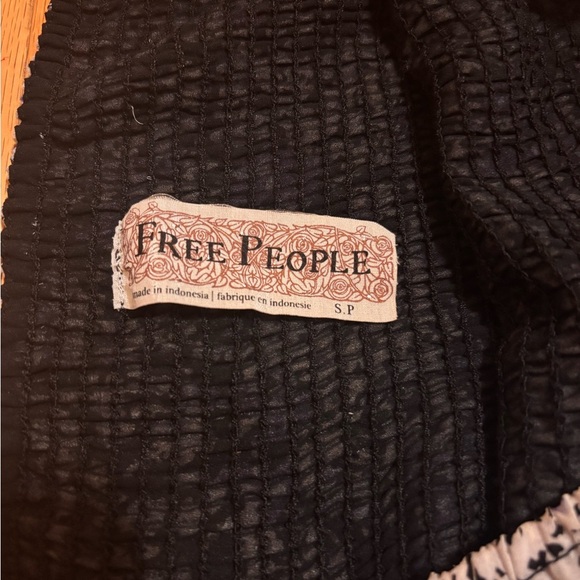 FREE PEOPLE
made in indonesia | fabrique en indonesie
S.P